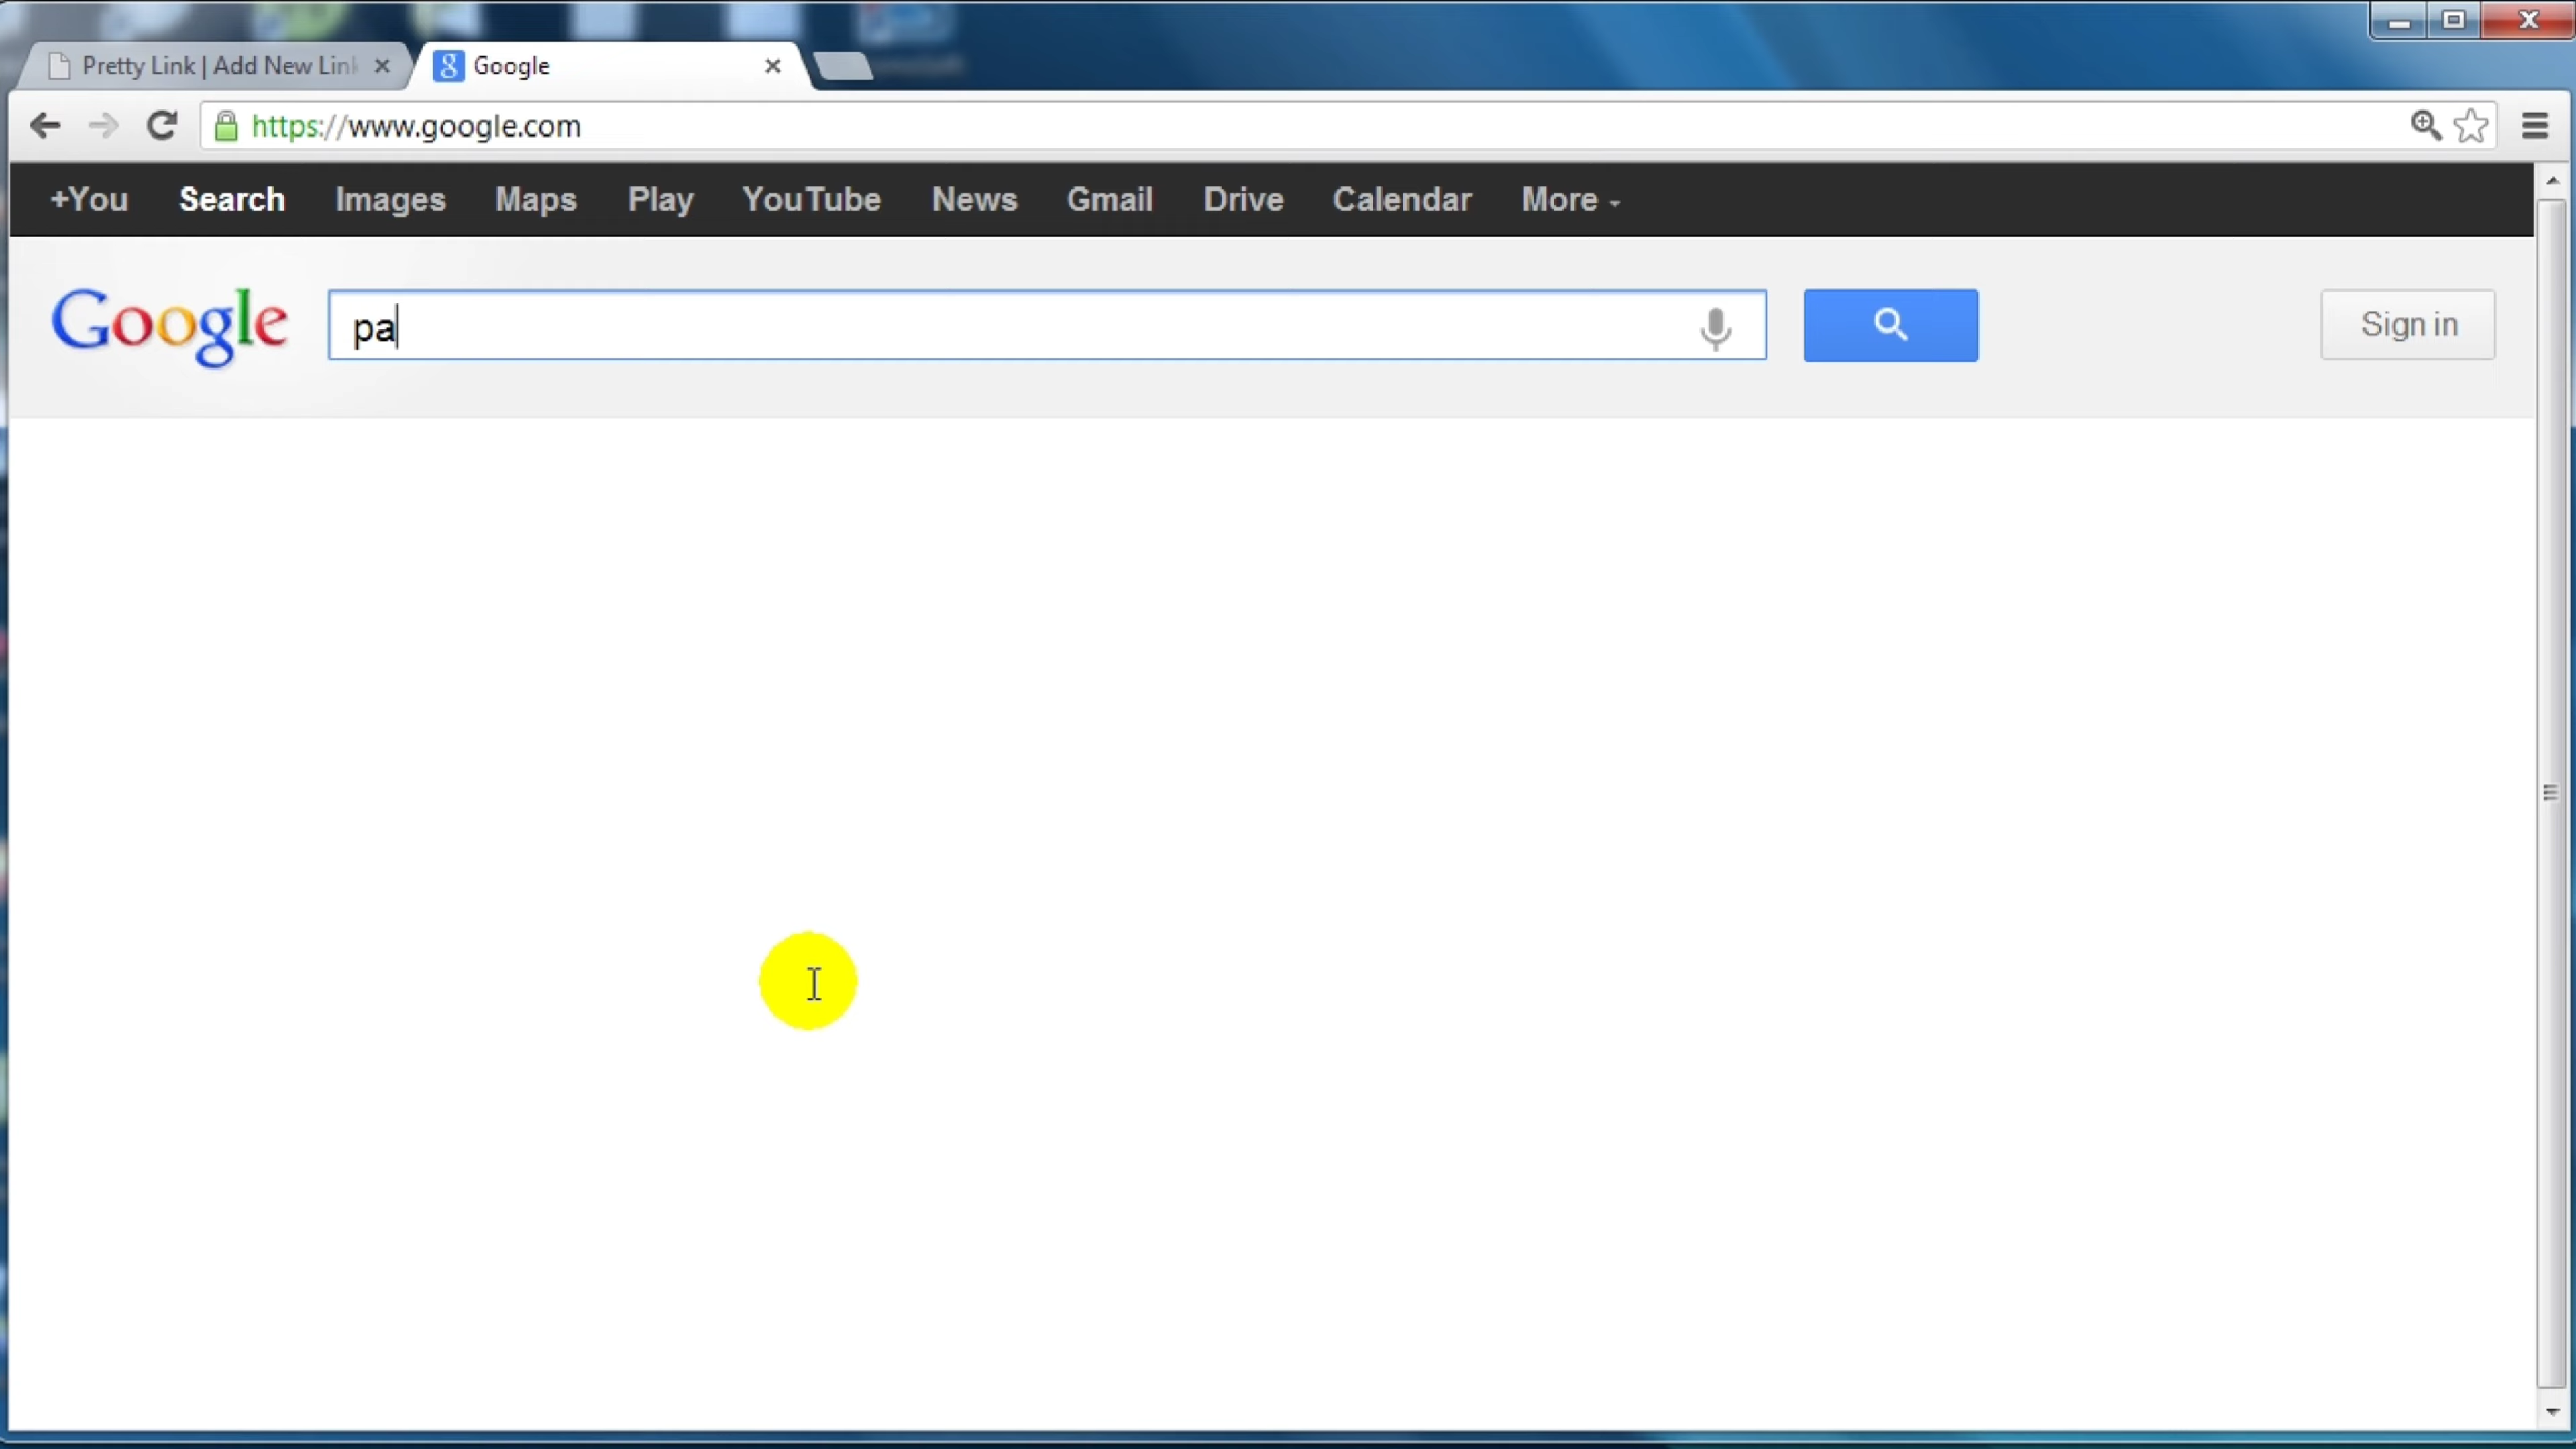 Pretty Link | Add New Lin
Google
https://www.google.com
+You Search Images Maps Play YouTube News Gmail Drive Calendar More
Google pa Sign in